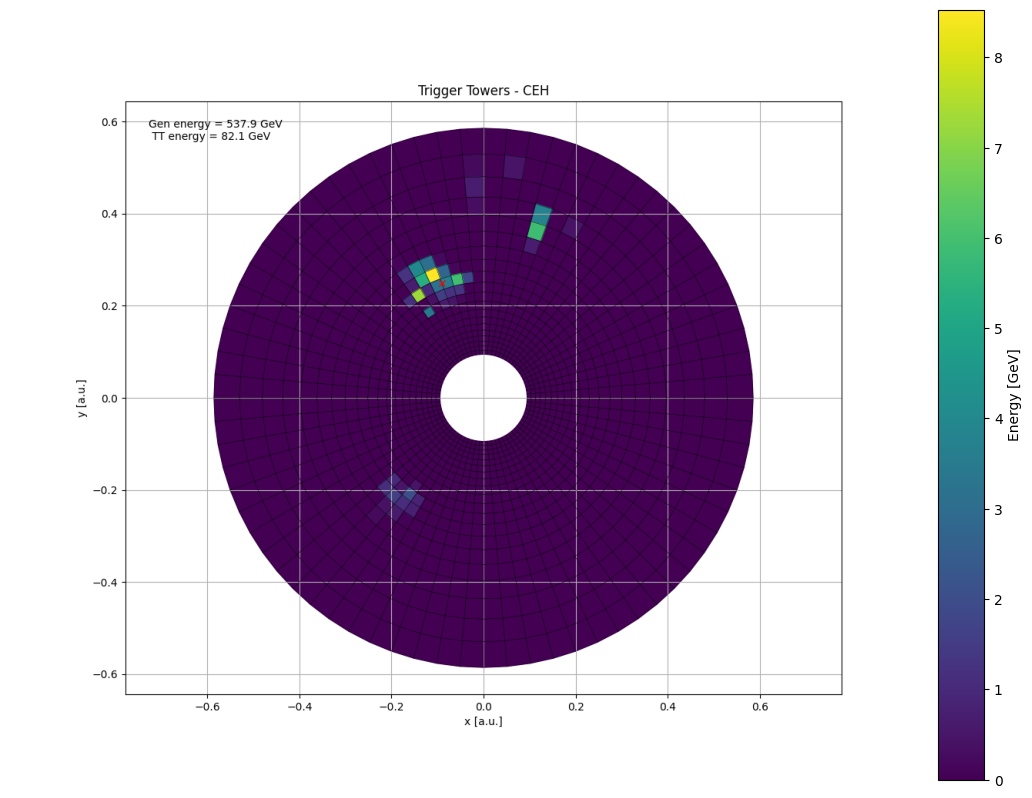 Trigger Towers - CEH
Gen energy = 537.9 GeV
TT energy = 82.1 GeV
0.6
0.4
0.2
0.0
−0.2
−0.4
−0.6
y [a.u.]
−0.6 −0.4 −0.2 0.0 0.2 0.4 0.6
x [a.u.]
8
7
6
5
4
3
2
1
0
Energy [GeV]